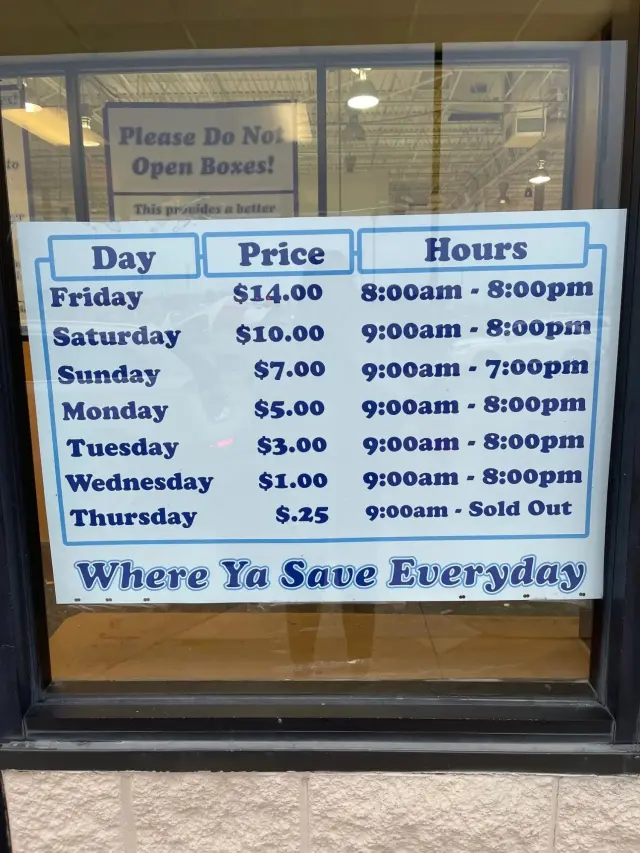 Please Do Not
Open Boxes!
This provides a better
Day Price Hours
Friday $14.00 8:00am - 8:00pm
Saturday $10.00 9:00am - 8:00pm
Sunday $7.00 9:00am - 7:00pm
Monday $5.00 9:00am - 8:00pm
Tuesday $3.00 9:00am - 8:00pm
Wednesday $1.00 9:00am - 8:00pm
Thursday $.25 9:00am - Sold Out
Where Ya Save Everyday